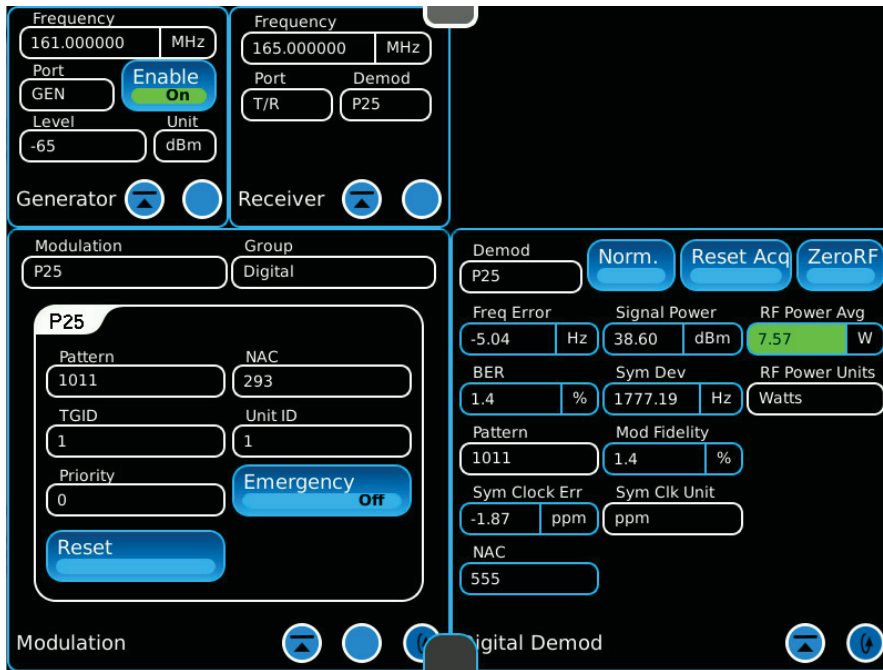 Frequency
161.000000 MHz
Port
GEN
Enable
On
Level Unit
-65 dBm
Generator
Frequency
165.000000 MHz
Port Demod
T/R P25
Receiver
Modulation Group
P25 Digital
P25
Pattern NAC
1011 293
TGID Unit ID
1 1
Priority
0
Emergency
Off
Reset
Modulation
Demod
P25
Norm. Reset Acq ZeroRF
Freq Error Signal Power RF Power Avg
-5.04 Hz 38.60 dBm 7.57 W
BER Sym Dev RF Power Units
1.4 % 1777.19 Hz Watts
Pattern Mod Fidelity
1011 1.4 %
Sym Clock Err Sym Clk Unit
-1.87 ppm ppm
NAC
555
igital Demod